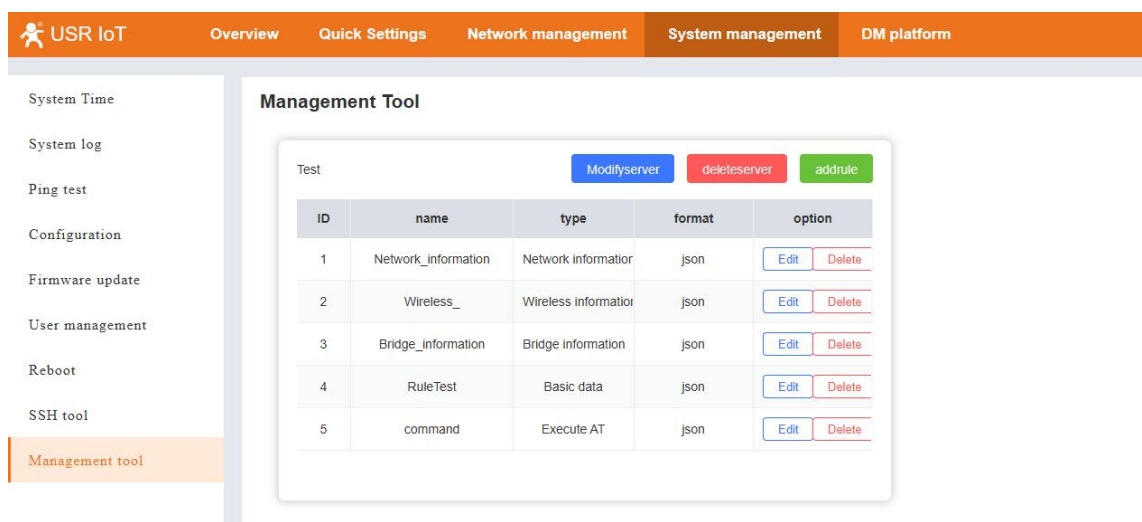 USR IoT Overview Quick Settings Network management System management DM platform
System Time
System log
Ping test
Configuration
Firmware update
User management
Reboot
SSH tool
Management tool
Management Tool
Test Modifyserver deleteserver addrule
ID name type format option
1 Network_information Network information json Edit Delete
2 Wireless_ Wireless information json Edit Delete
3 Bridge_information Bridge information json Edit Delete
4 RuleTest Basic data json Edit Delete
5 command Execute AT json Edit Delete